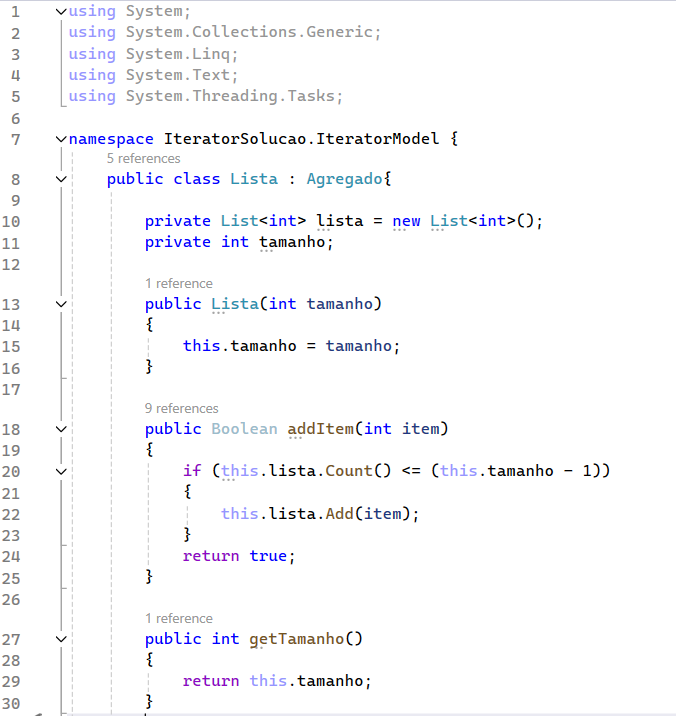 1 using System;
2 using System.Collections.Generic;
3 using System.Linq;
4 using System.Text;
5 using System.Threading.Tasks;
6
7 namespace IteratorSolucao.IteratorModel {
5 references
8 public class Lista : Agregado{
9
10 private List<int> lista = new List<int>();
11 private int tamanho;
12
1 reference
13 public Lista(int tamanho)
14 {
15 this.tamanho = tamanho;
16 }
17
9 references
18 public Boolean addItem(int item)
19 {
20 if (this.lista.Count() <= (this.tamanho - 1))
21 {
22 this.lista.Add(item);
23 }
24 return true;
25 }
26
1 reference
27 public int getTamanho()
28 {
29 return this.tamanho;
30 }